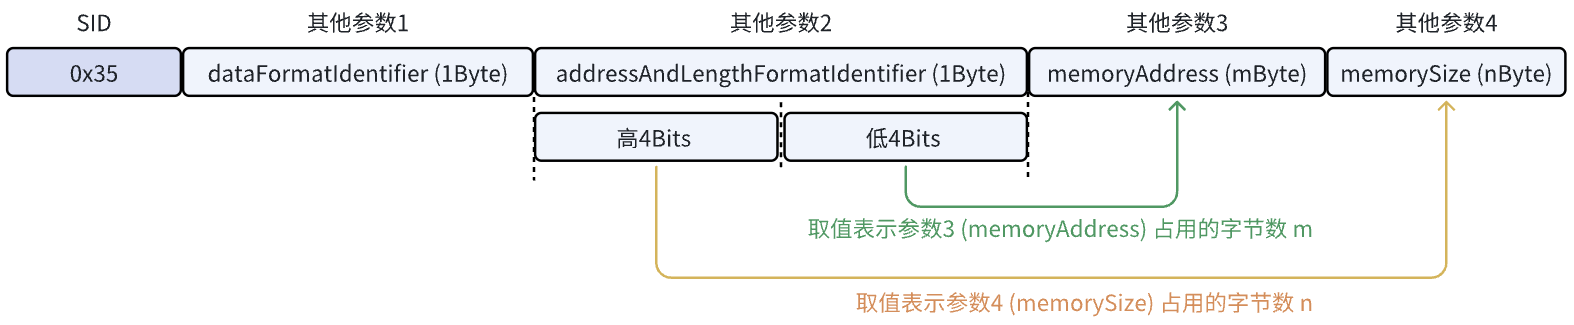 SID 其他参数1 其他参数2 其他参数3 其他参数4
0x35 dataFormatIdentifier (1Byte) addressAndLengthFormatIdentifier (1Byte) memoryAddress (mByte) memorySize (nByte)
高4Bits 低4Bits
取值表示参数3 (memoryAddress) 占用的字节数 m
取值表示参数4 (memorySize) 占用的字节数 n